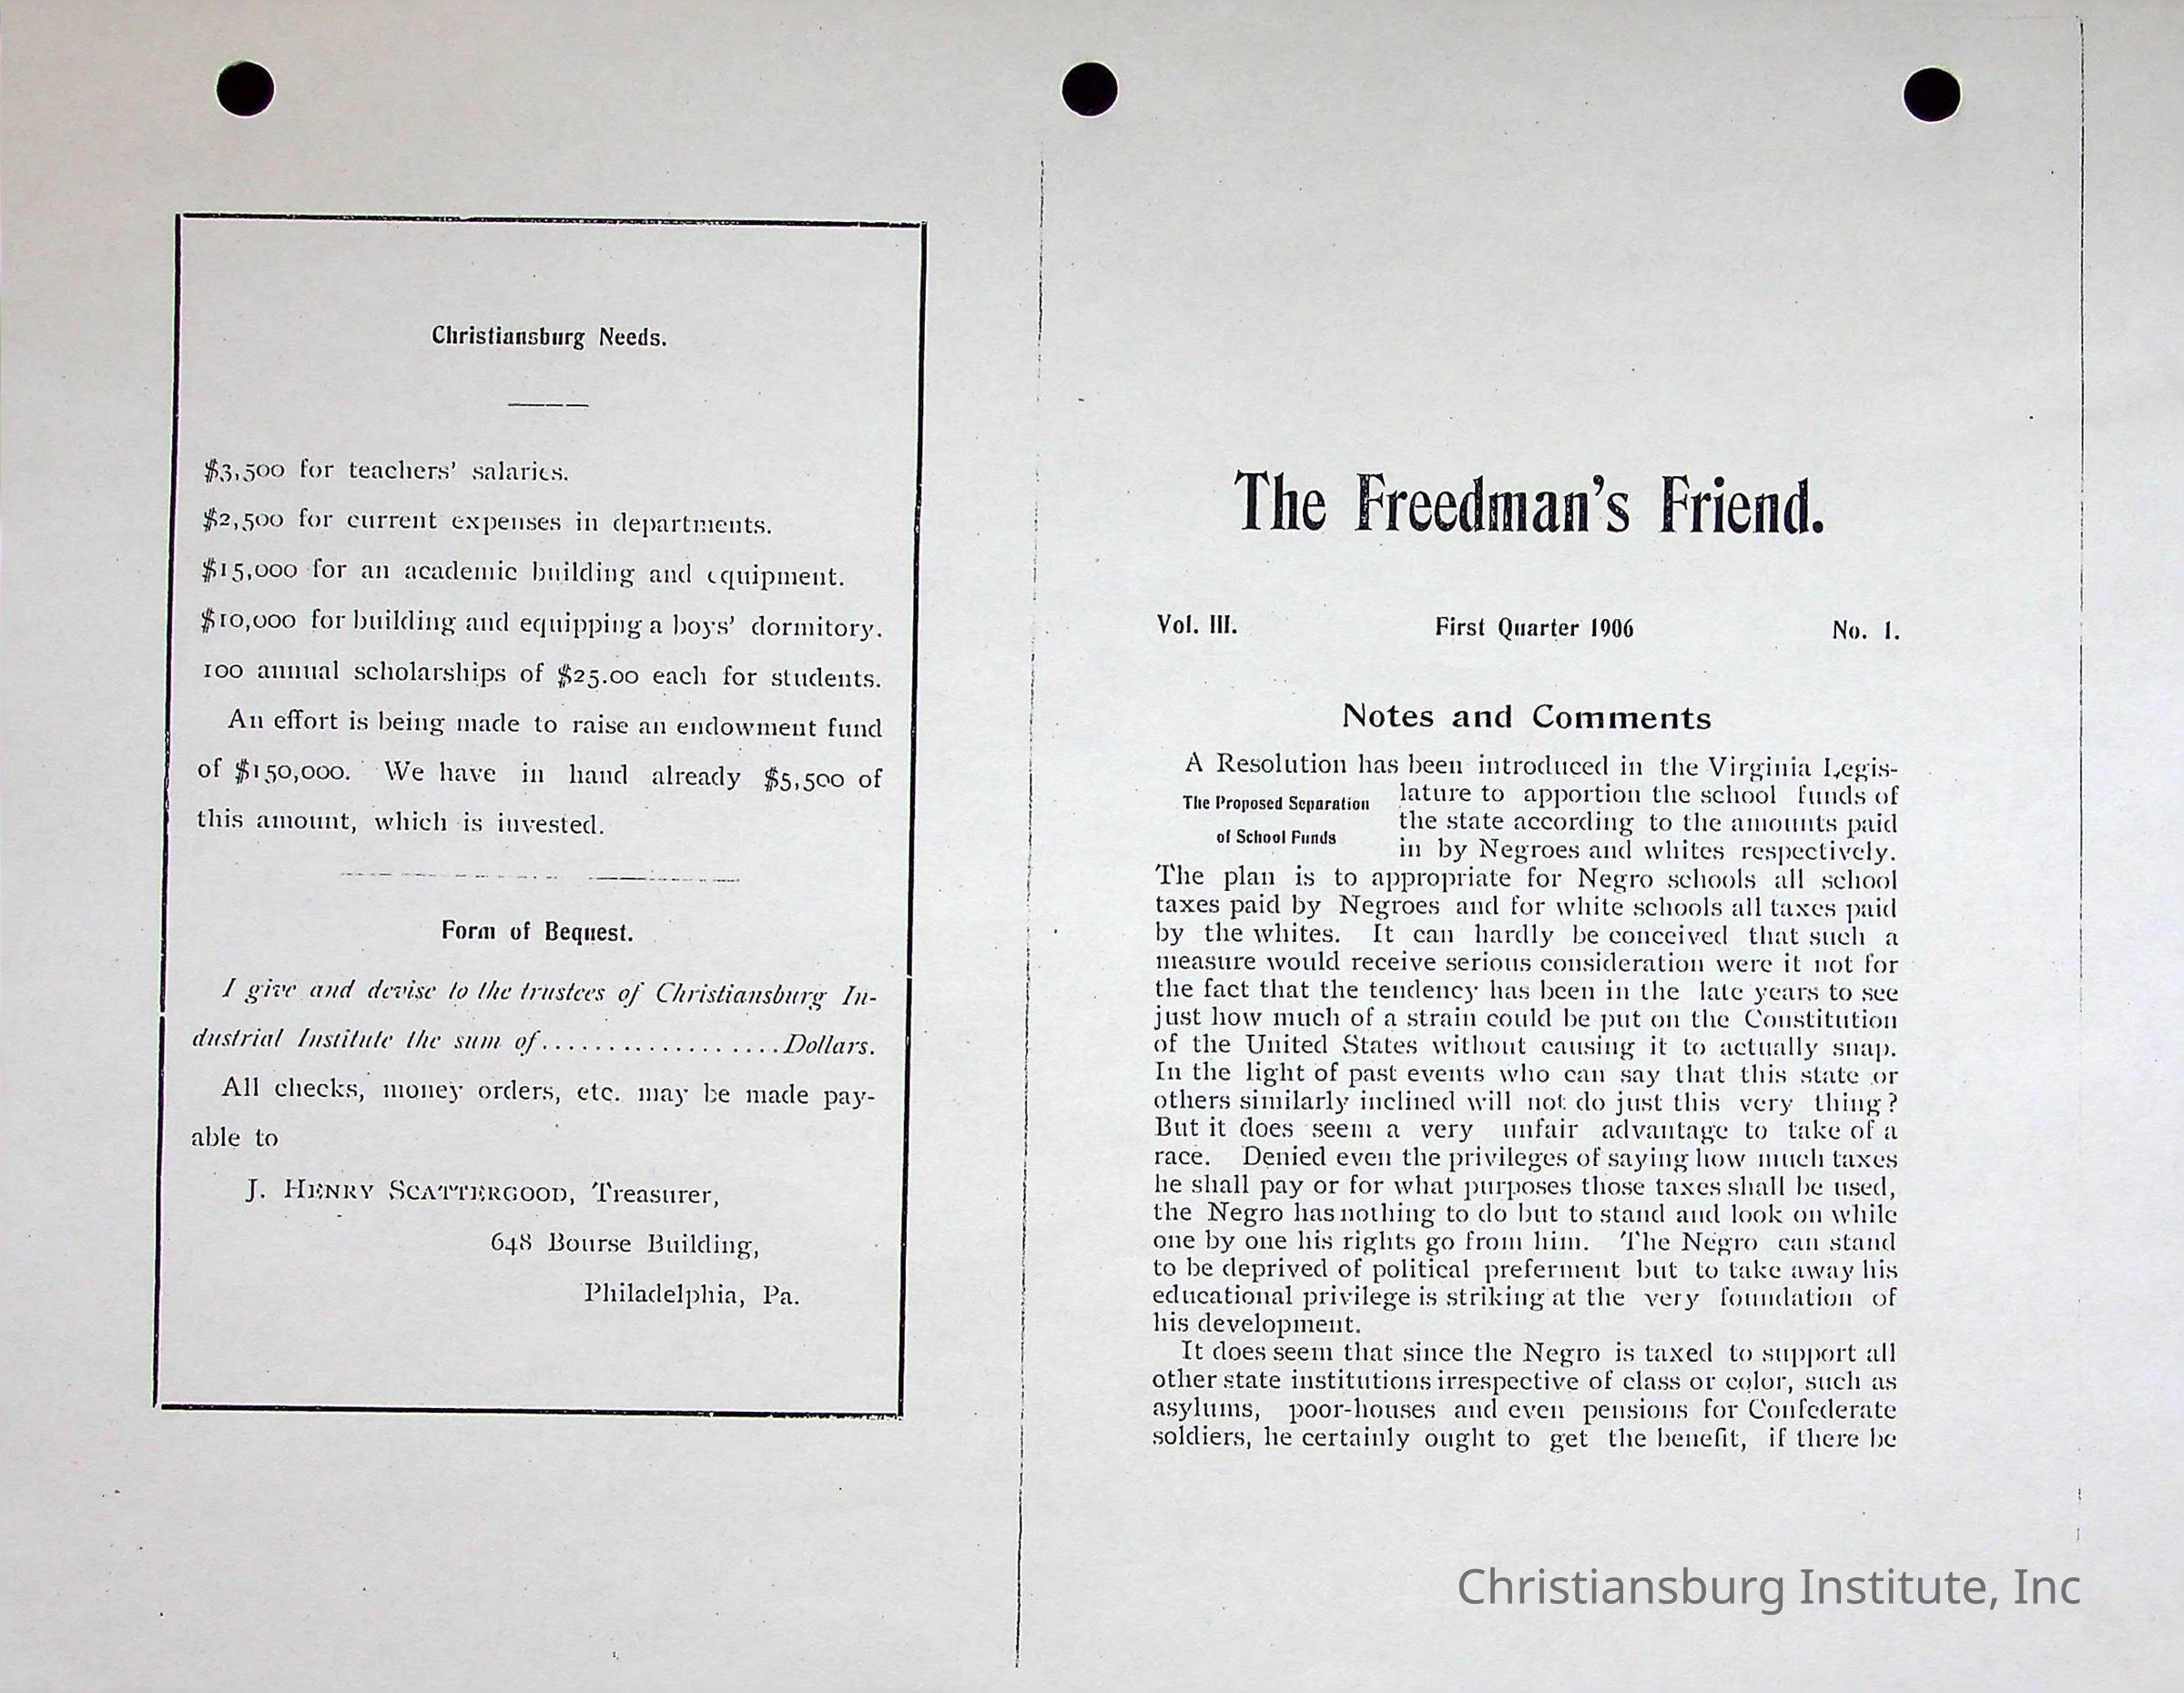 Christiansburg Needs.
$3,500 for teachers' salaries.
$2,500 for current expenses in departments.
$15,000 for an academic building and equipment.
$10,000 for building and equipping a boys' dormitory.
100 annual scholarships of $25.00 each for students.
An effort is being made to raise an endowment fund
of $150,000. We have in hand already $5,500 of
this amount, which is invested.
Form of Bequest.
I give and devise to the trustees of Christiansburg In-
dustrial Institute the sum of..................Dollars.
All checks, money orders, etc. may be made pay-
able to
J. HENRY SCATTERGOOD, Treasurer,
648 Bourse Building,
Philadelphia, Pa.
The Freedman's Friend.
Vol. III. First Quarter 1906 No. 1.
Notes and Comments
A Resolution has been introduced in the Virginia Legis-
The Proposed Separation
of School Funds
lature to apportion the school funds of
the state according to the amounts paid
in by Negroes and whites respectively.
The plan is to appropriate for Negro schools all school
taxes paid by Negroes and for white schools all taxes paid
by the whites. It can hardly be conceived that such a
measure would receive serious consideration were it not for
the fact that the tendency has been in the late years to see
just how much of a strain could be put on the Constitution
of the United States without causing it to actually snap.
In the light of past events who can say that this state or
others similarly inclined will not do just this very thing?
But it does seem a very unfair advantage to take of a
race. Denied even the privileges of saying how much taxes
he shall pay or for what purposes those taxes shall be used,
the Negro has nothing to do but to stand and look on while
one by one his rights go from him. The Negro can stand
to be deprived of political preferment but to take away his
educational privilege is striking at the very foundation of
his development.
It does seem that since the Negro is taxed to support all
other state institutions irrespective of class or color, such as
asylums, poor-houses and even pensions for Confederate
soldiers, he certainly ought to get the benefit, if there be
Christiansburg Institute, Inc